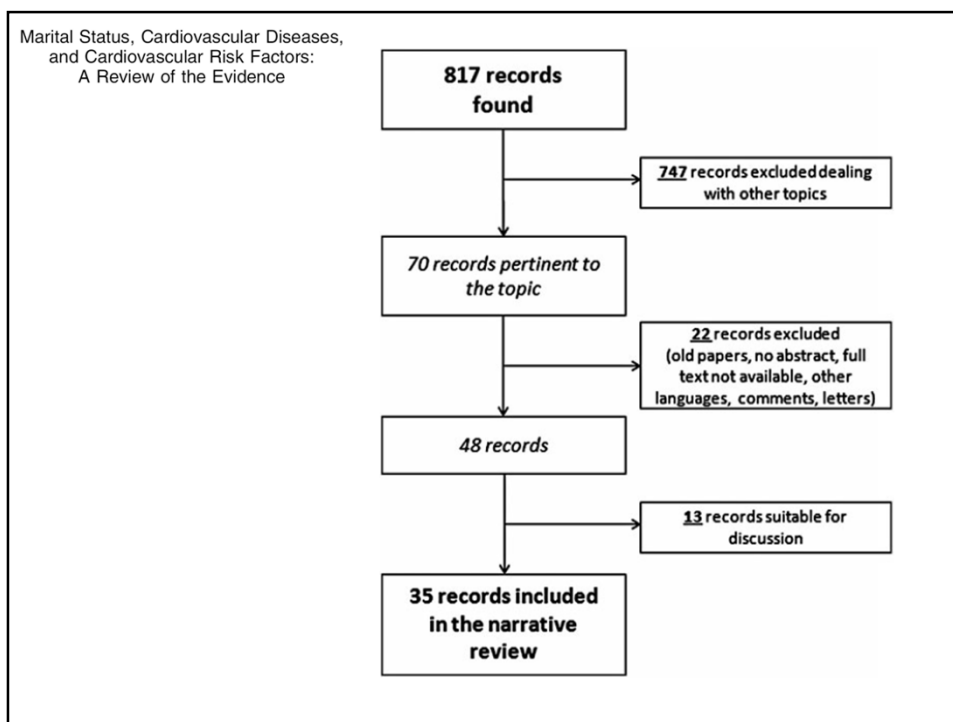 Marital Status, Cardiovascular Diseases,
and Cardiovascular Risk Factors:
A Review of the Evidence
817 records
found
747 records excluded dealing
with other topics
70 records pertinent to
the topic
22 records excluded
(old papers, no abstract, full
text not available, other
languages, comments, letters)
48 records
13 records suitable for
discussion
35 records included
in the narrative
review